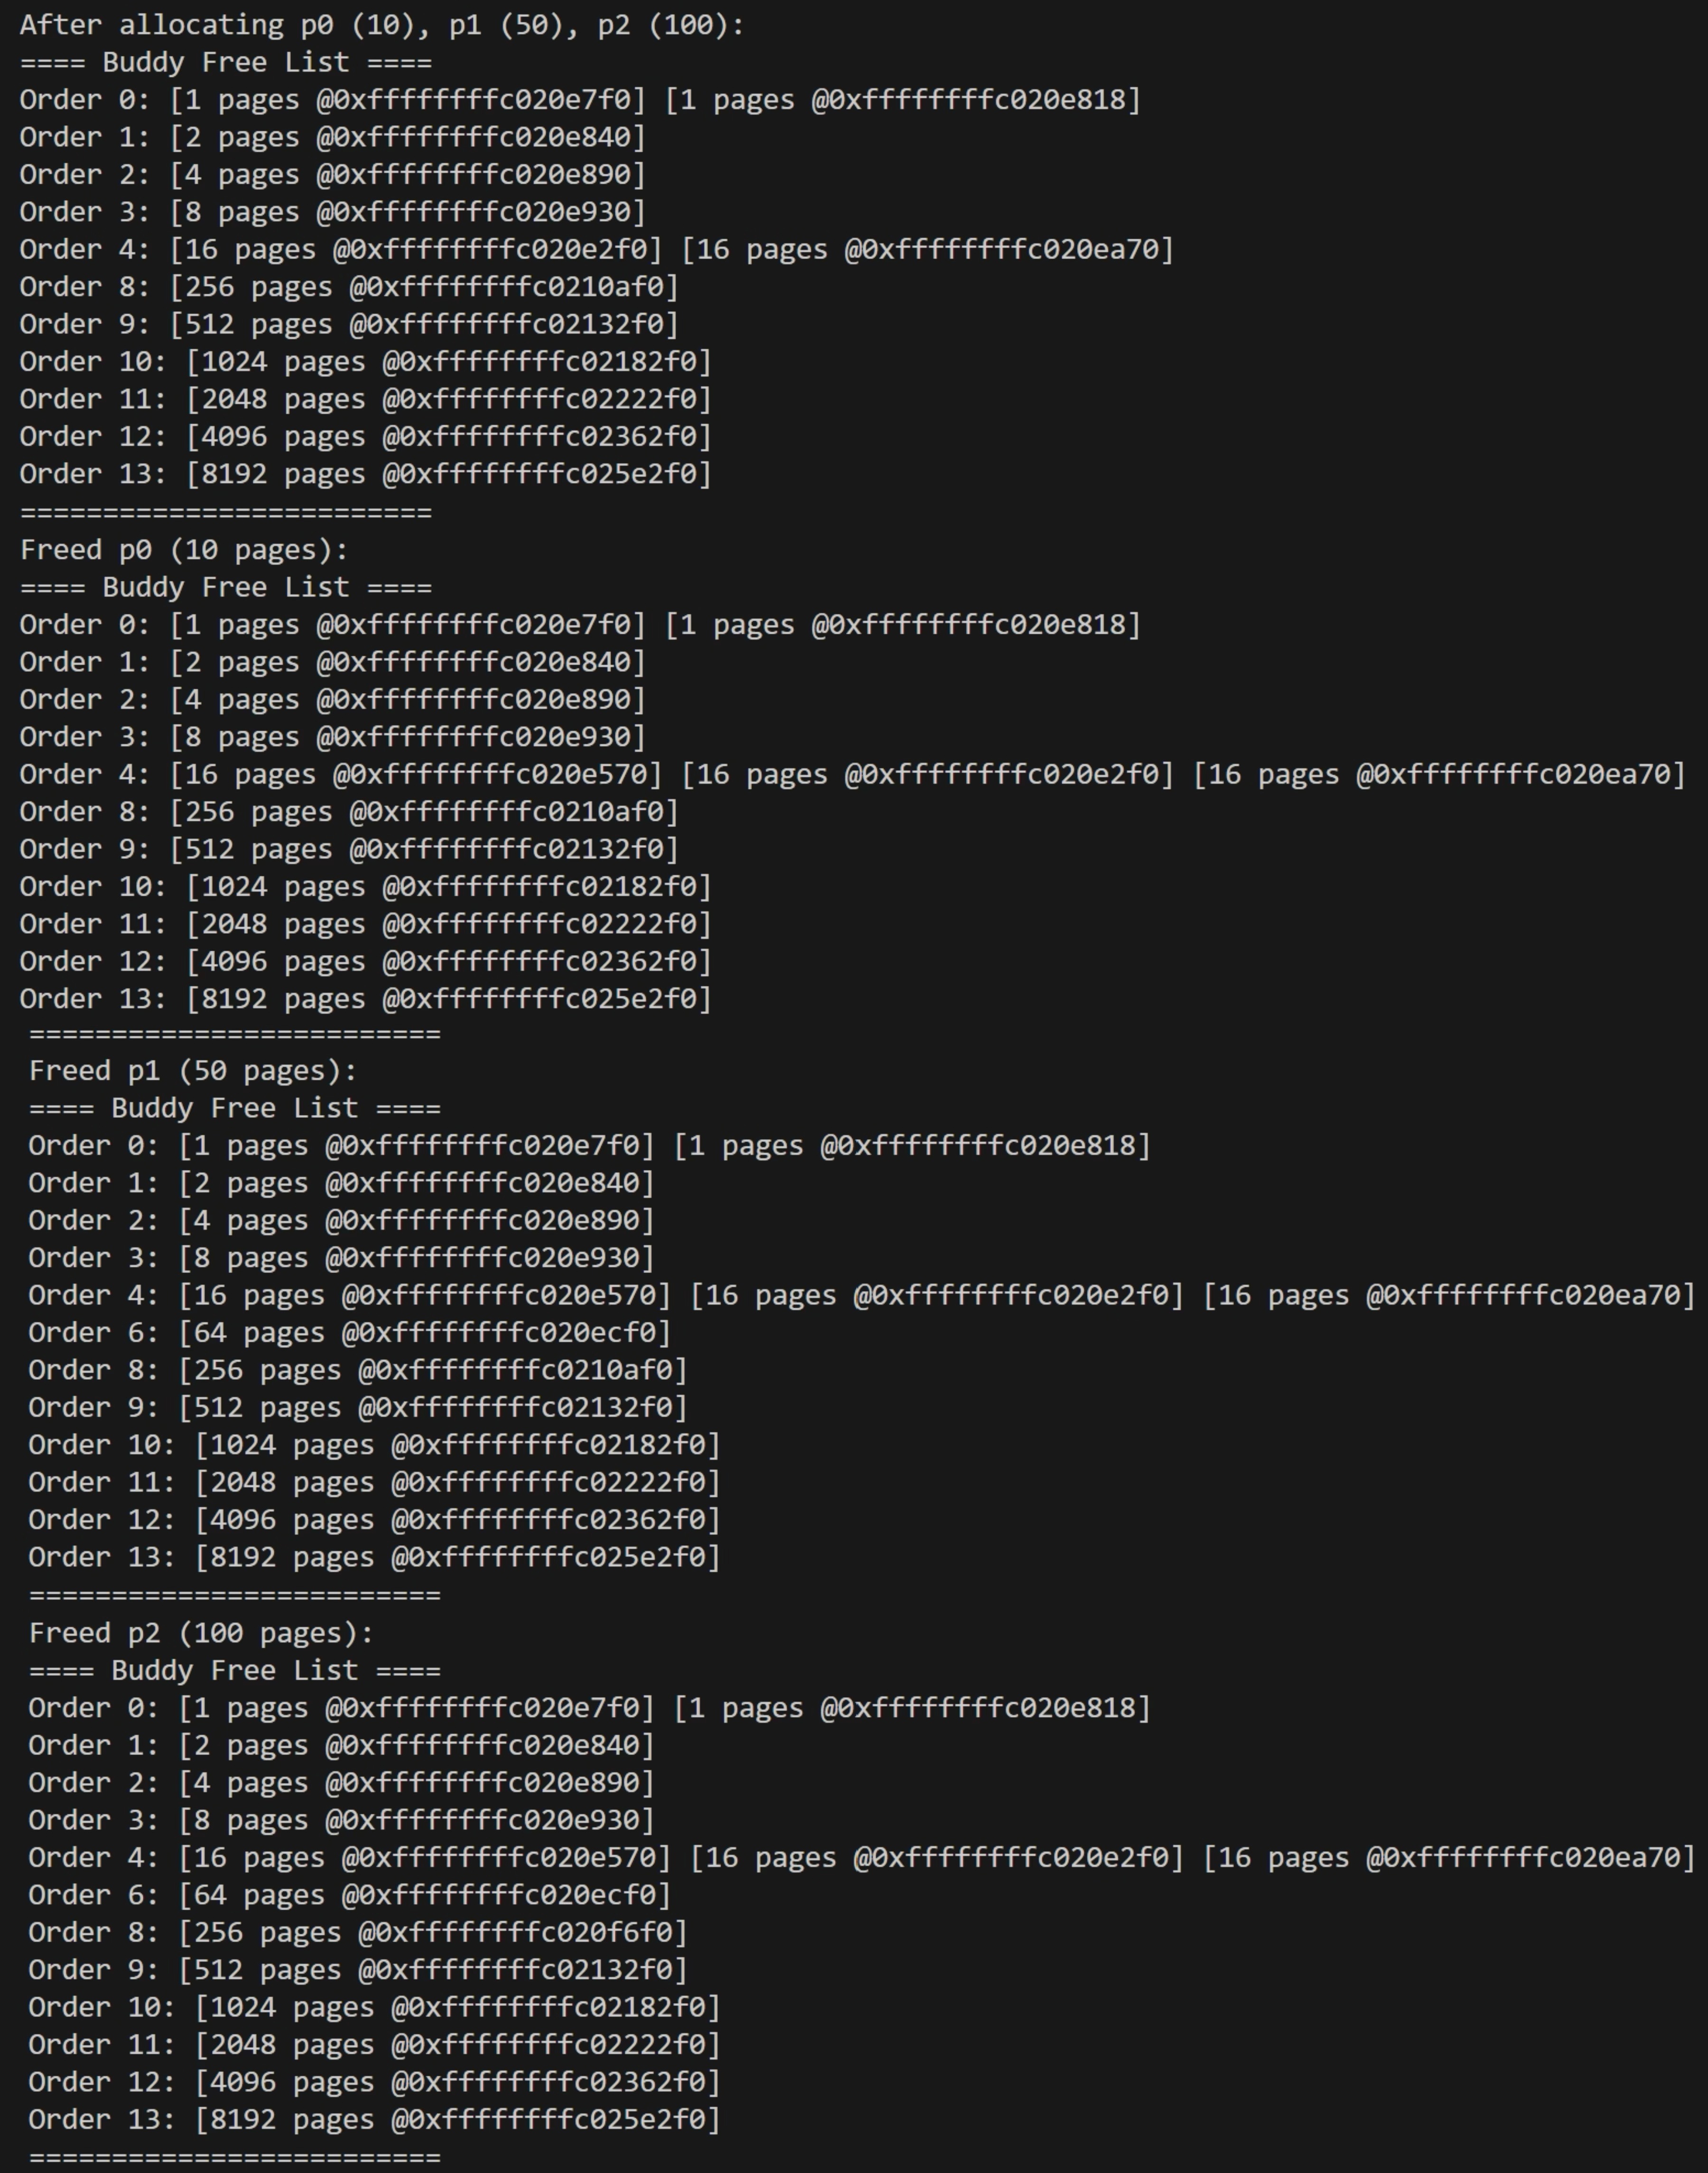 After allocating p0 (10), p1 (50), p2 (100):
==== Buddy Free List ====
Order 0: [1 pages @0xffffffffc020e7f0] [1 pages @0xffffffffc020e818]
Order 1: [2 pages @0xffffffffc020e840]
Order 2: [4 pages @0xffffffffc020e890]
Order 3: [8 pages @0xffffffffc020e930]
Order 4: [16 pages @0xffffffffc020e2f0] [16 pages @0xffffffffc020ea70]
Order 8: [256 pages @0xffffffffc0210af0]
Order 9: [512 pages @0xffffffffc02132f0]
Order 10: [1024 pages @0xffffffffc02182f0]
Order 11: [2048 pages @0xffffffffc02222f0]
Order 12: [4096 pages @0xffffffffc02362f0]
Order 13: [8192 pages @0xffffffffc025e2f0]
=========================
Freed p0 (10 pages):
==== Buddy Free List ====
Order 0: [1 pages @0xffffffffc020e7f0] [1 pages @0xffffffffc020e818]
Order 1: [2 pages @0xffffffffc020e840]
Order 2: [4 pages @0xffffffffc020e890]
Order 3: [8 pages @0xffffffffc020e930]
Order 4: [16 pages @0xffffffffc020e570] [16 pages @0xffffffffc020e2f0] [16 pages @0xffffffffc020ea70]
Order 8: [256 pages @0xffffffffc0210af0]
Order 9: [512 pages @0xffffffffc02132f0]
Order 10: [1024 pages @0xffffffffc02182f0]
Order 11: [2048 pages @0xffffffffc02222f0]
Order 12: [4096 pages @0xffffffffc02362f0]
Order 13: [8192 pages @0xffffffffc025e2f0]
=========================
Freed p1 (50 pages):
==== Buddy Free List ====
Order 0: [1 pages @0xffffffffc020e7f0] [1 pages @0xffffffffc020e818]
Order 1: [2 pages @0xffffffffc020e840]
Order 2: [4 pages @0xffffffffc020e890]
Order 3: [8 pages @0xffffffffc020e930]
Order 4: [16 pages @0xffffffffc020e570] [16 pages @0xffffffffc020e2f0] [16 pages @0xffffffffc020ea70]
Order 6: [64 pages @0xffffffffc020ecf0]
Order 8: [256 pages @0xffffffffc0210af0]
Order 9: [512 pages @0xffffffffc02132f0]
Order 10: [1024 pages @0xffffffffc02182f0]
Order 11: [2048 pages @0xffffffffc02222f0]
Order 12: [4096 pages @0xffffffffc02362f0]
Order 13: [8192 pages @0xffffffffc025e2f0]
=========================
Freed p2 (100 pages):
==== Buddy Free List ====
Order 0: [1 pages @0xffffffffc020e7f0] [1 pages @0xffffffffc020e818]
Order 1: [2 pages @0xffffffffc020e840]
Order 2: [4 pages @0xffffffffc020e890]
Order 3: [8 pages @0xffffffffc020e930]
Order 4: [16 pages @0xffffffffc020e570] [16 pages @0xffffffffc020e2f0] [16 pages @0xffffffffc020ea70]
Order 6: [64 pages @0xffffffffc020ecf0]
Order 8: [256 pages @0xffffffffc020f6f0]
Order 9: [512 pages @0xffffffffc02132f0]
Order 10: [1024 pages @0xffffffffc02182f0]
Order 11: [2048 pages @0xffffffffc02222f0]
Order 12: [4096 pages @0xffffffffc02362f0]
Order 13: [8192 pages @0xffffffffc025e2f0]
=========================